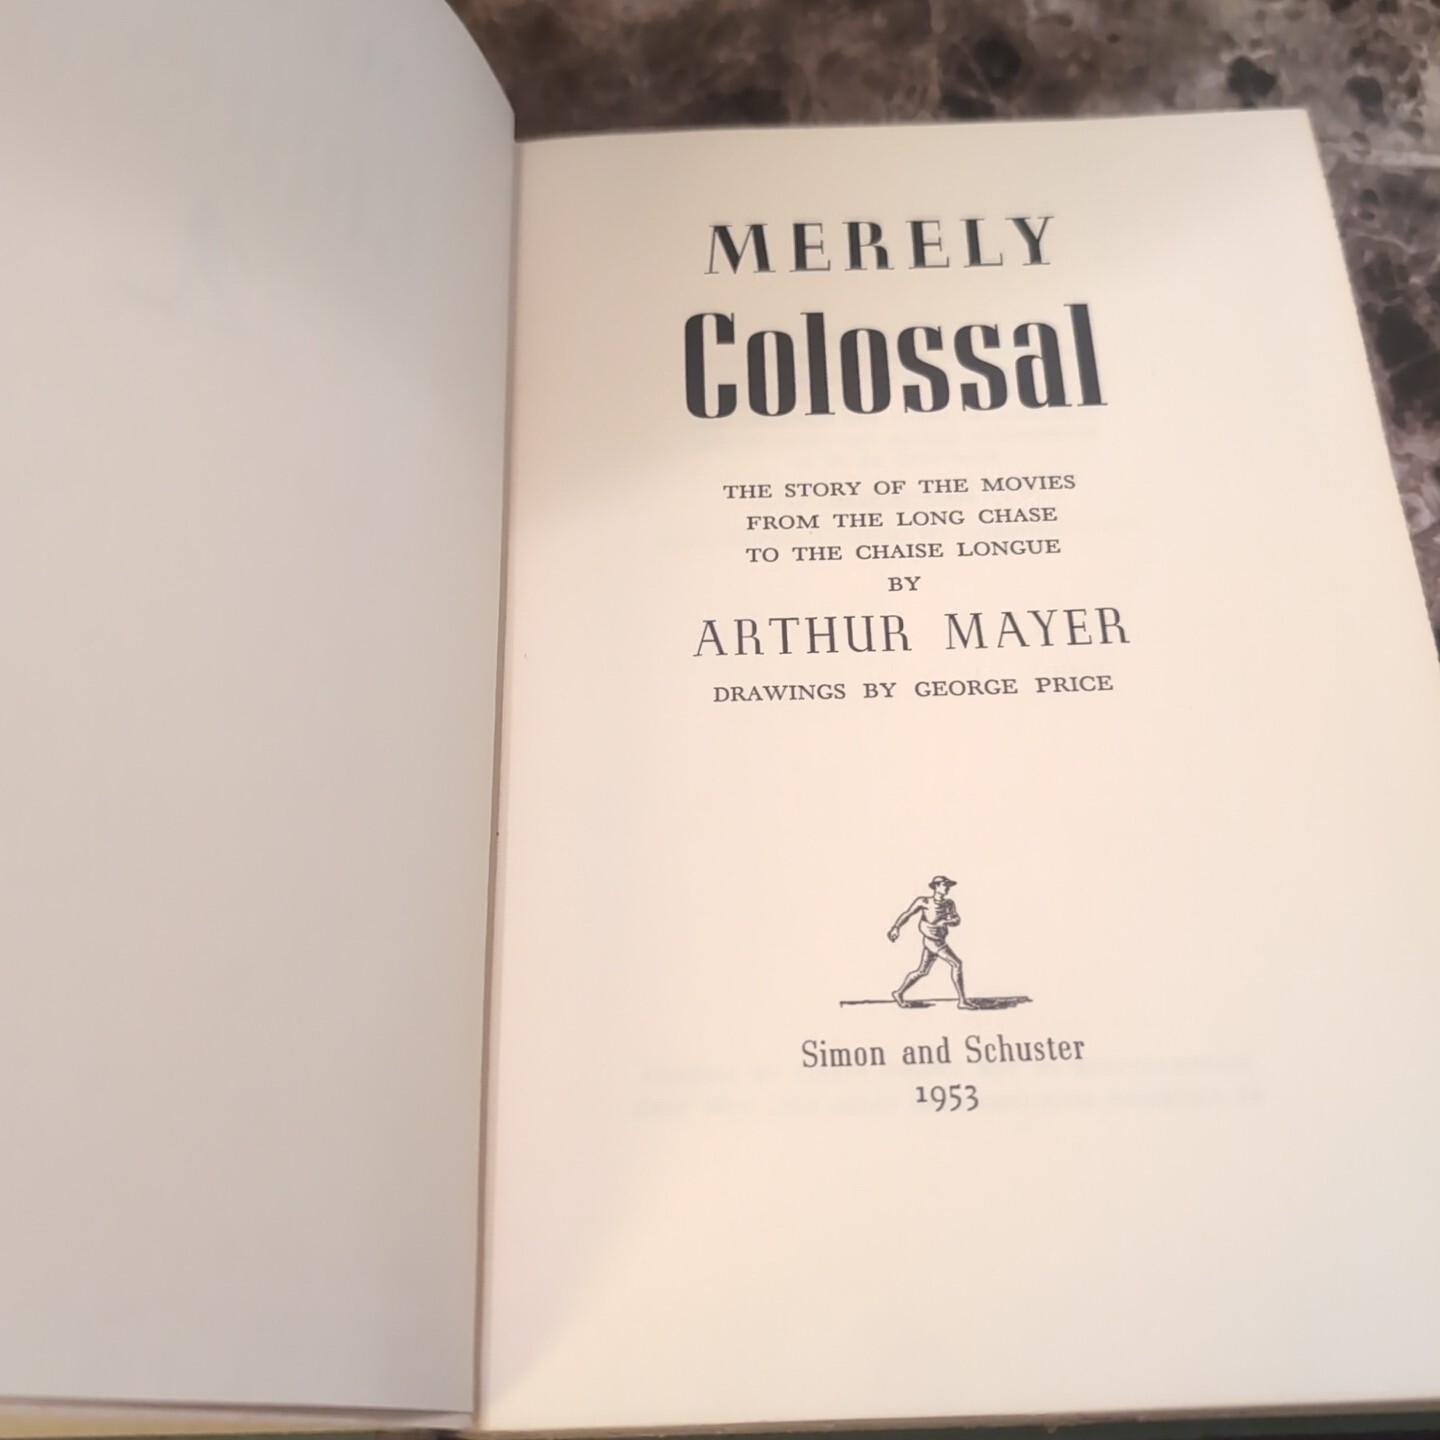 MERELY
Colossal
THE STORY OF THE MOVIES
FROM THE LONG CHASE
TO THE CHAISE LONGUE
BY
ARTHUR MAYER
DRAWINGS BY GEORGE PRICE
Simon and Schuster
1953